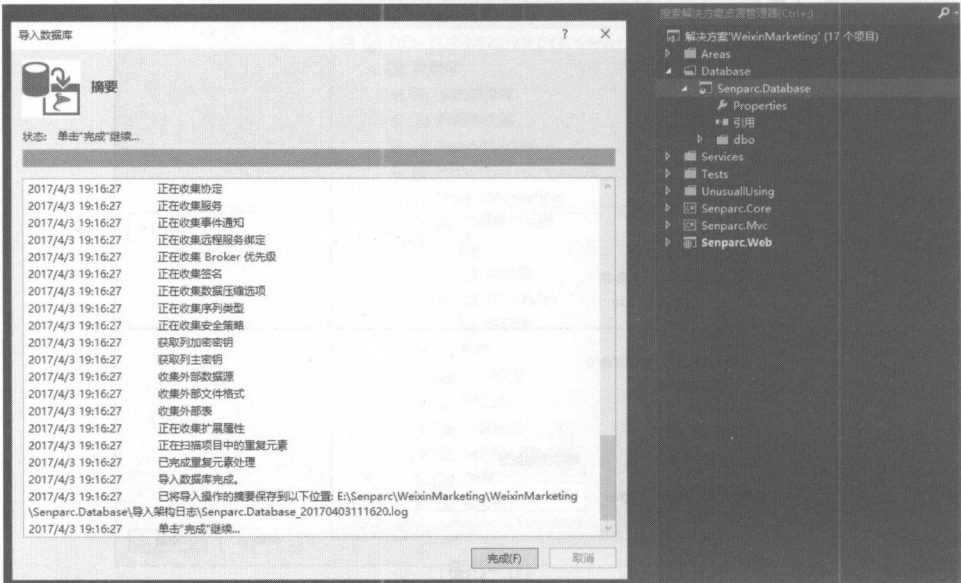 导入数据库
? ×
摘要
状态: 单击"完成"继续...
2017/4/3 19:16:27 正在收集协定
2017/4/3 19:16:27 正在收集服务
2017/4/3 19:16:27 正在收集事件通知
2017/4/3 19:16:27 正在收集远程服务绑定
2017/4/3 19:16:27 正在收集 Broker 优先级
2017/4/3 19:16:27 正在收集签名
2017/4/3 19:16:27 正在收集数据压缩选项
2017/4/3 19:16:27 正在收集序列类型
2017/4/3 19:16:27 正在收集安全策略
2017/4/3 19:16:27 获取列加密密钥
2017/4/3 19:16:27 获取列主密钥
2017/4/3 19:16:27 收集外部数据源
2017/4/3 19:16:27 收集外部文件格式
2017/4/3 19:16:27 收集外部表
2017/4/3 19:16:27 正在收集扩展属性
2017/4/3 19:16:27 正在扫描项目中的重复元素
2017/4/3 19:16:27 已完成重复元素处理
2017/4/3 19:16:27 导入数据库完成。
2017/4/3 19:16:27 已将导入操作的摘要保存到以下位置: E:\Senparc\WeixinMarketing\WeixinMarketing
\Senparc.Database\导入架构日志\Senparc.Database_20170403111620.log
2017/4/3 19:16:27 单击"完成"继续...
完成(F) 取消
搜索解决方案资源管理器(Ctrl+;)
解决方案'WeixinMarketing' (17 个项目)
Areas
Database
Senparc.Database
Properties
引用
dbo
Services
Tests
UnusuallUsing
Senparc.Core
Senparc.Mvc
Senparc.Web